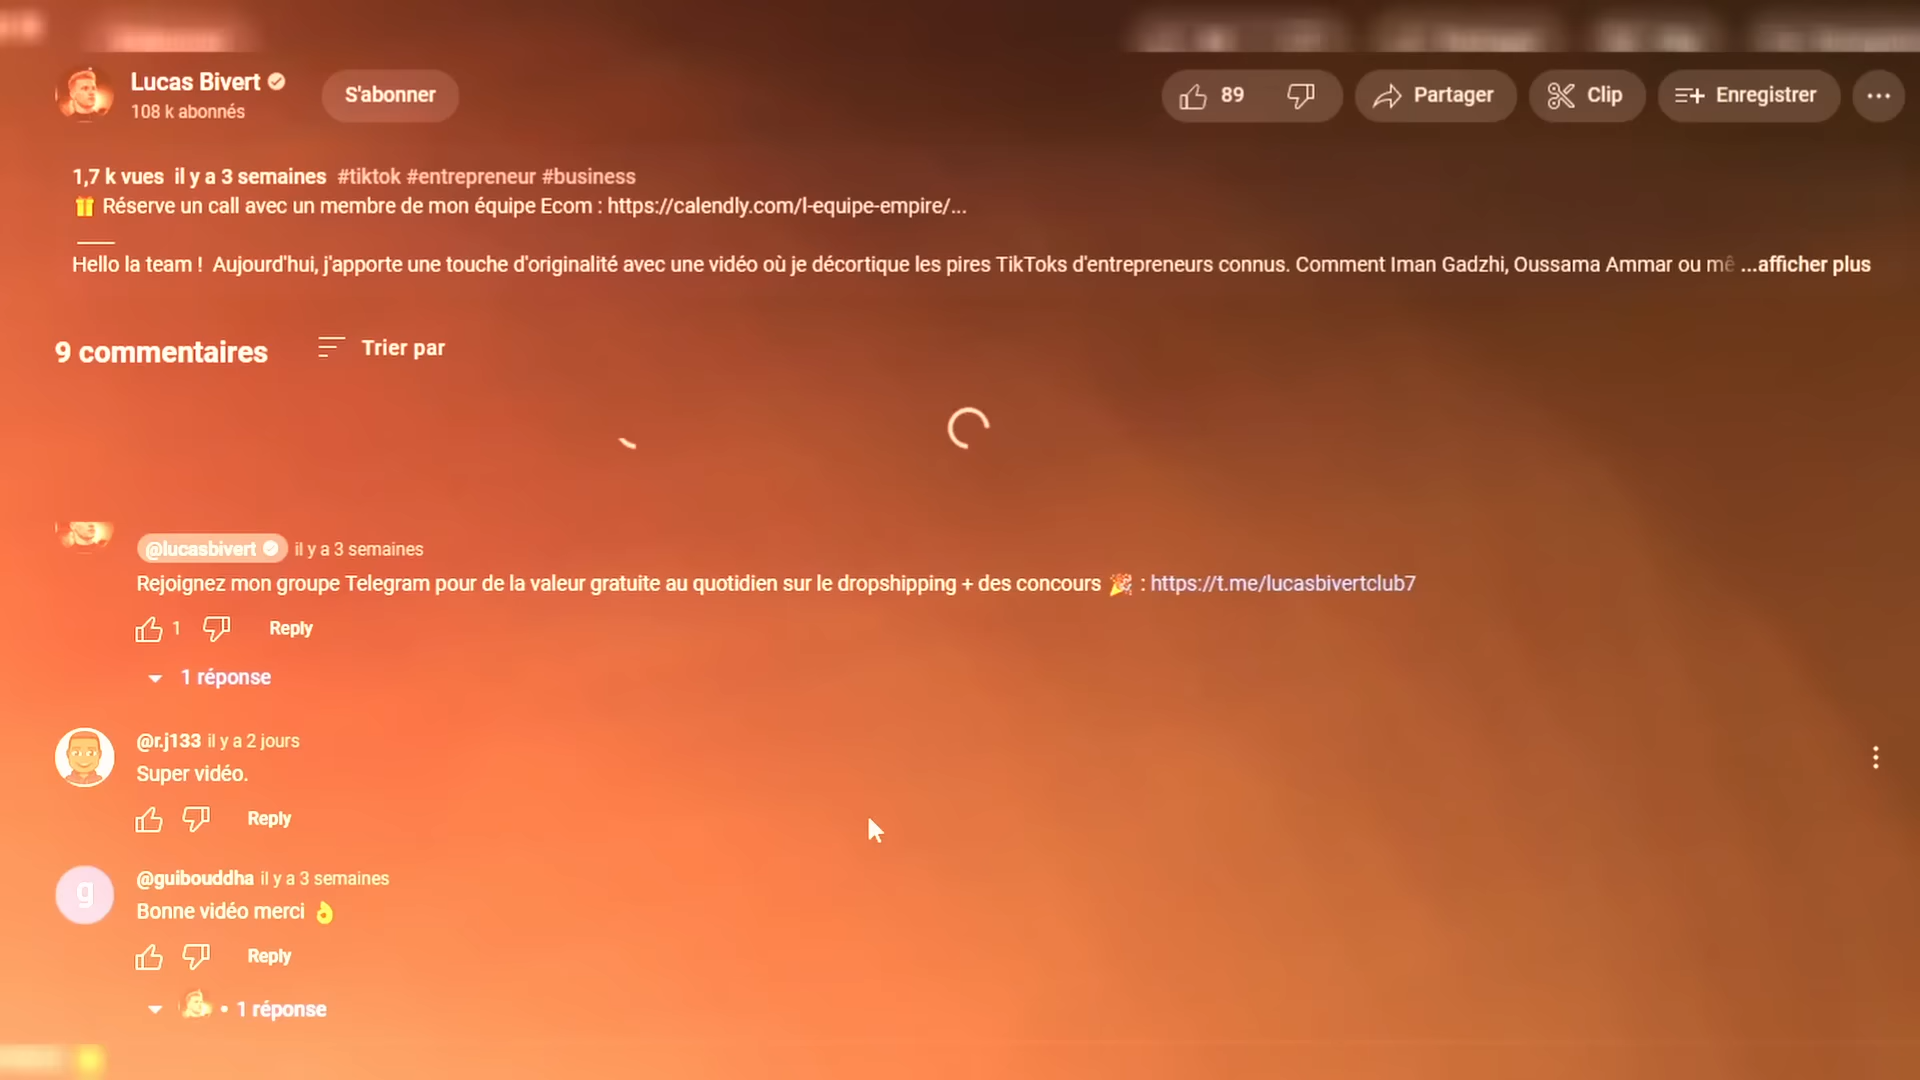 Lucas Bivert
108 k abonnés
S'abonner
89
Partager
Clip
Enregistrer
1,7 k vues il y a 3 semaines #tiktok #entrepreneur #business
Réserve un call avec un membre de mon équipe Ecom : https://calendly.com/l-equipe-empire/...
Hello la team ! Aujourd'hui, j'apporte une touche d'originalité avec une vidéo où je décortique les pires TikToks d'entrepreneurs connus. Comment Iman Gadzhi, Oussama Ammar ou mê ...afficher plus
9 commentaires
Trier par
@lucasbivert il y a 3 semaines
Rejoignez mon groupe Telegram pour de la valeur gratuite au quotidien sur le dropshipping + des concours 🎉 : https://t.me/lucasbivertclub7
1
Reply
1 réponse
@r.j133 il y a 2 jours
Super vidéo.
Reply
g
@guibouddha il y a 3 semaines
Bonne vidéo merci 👌
Reply
• 1 réponse